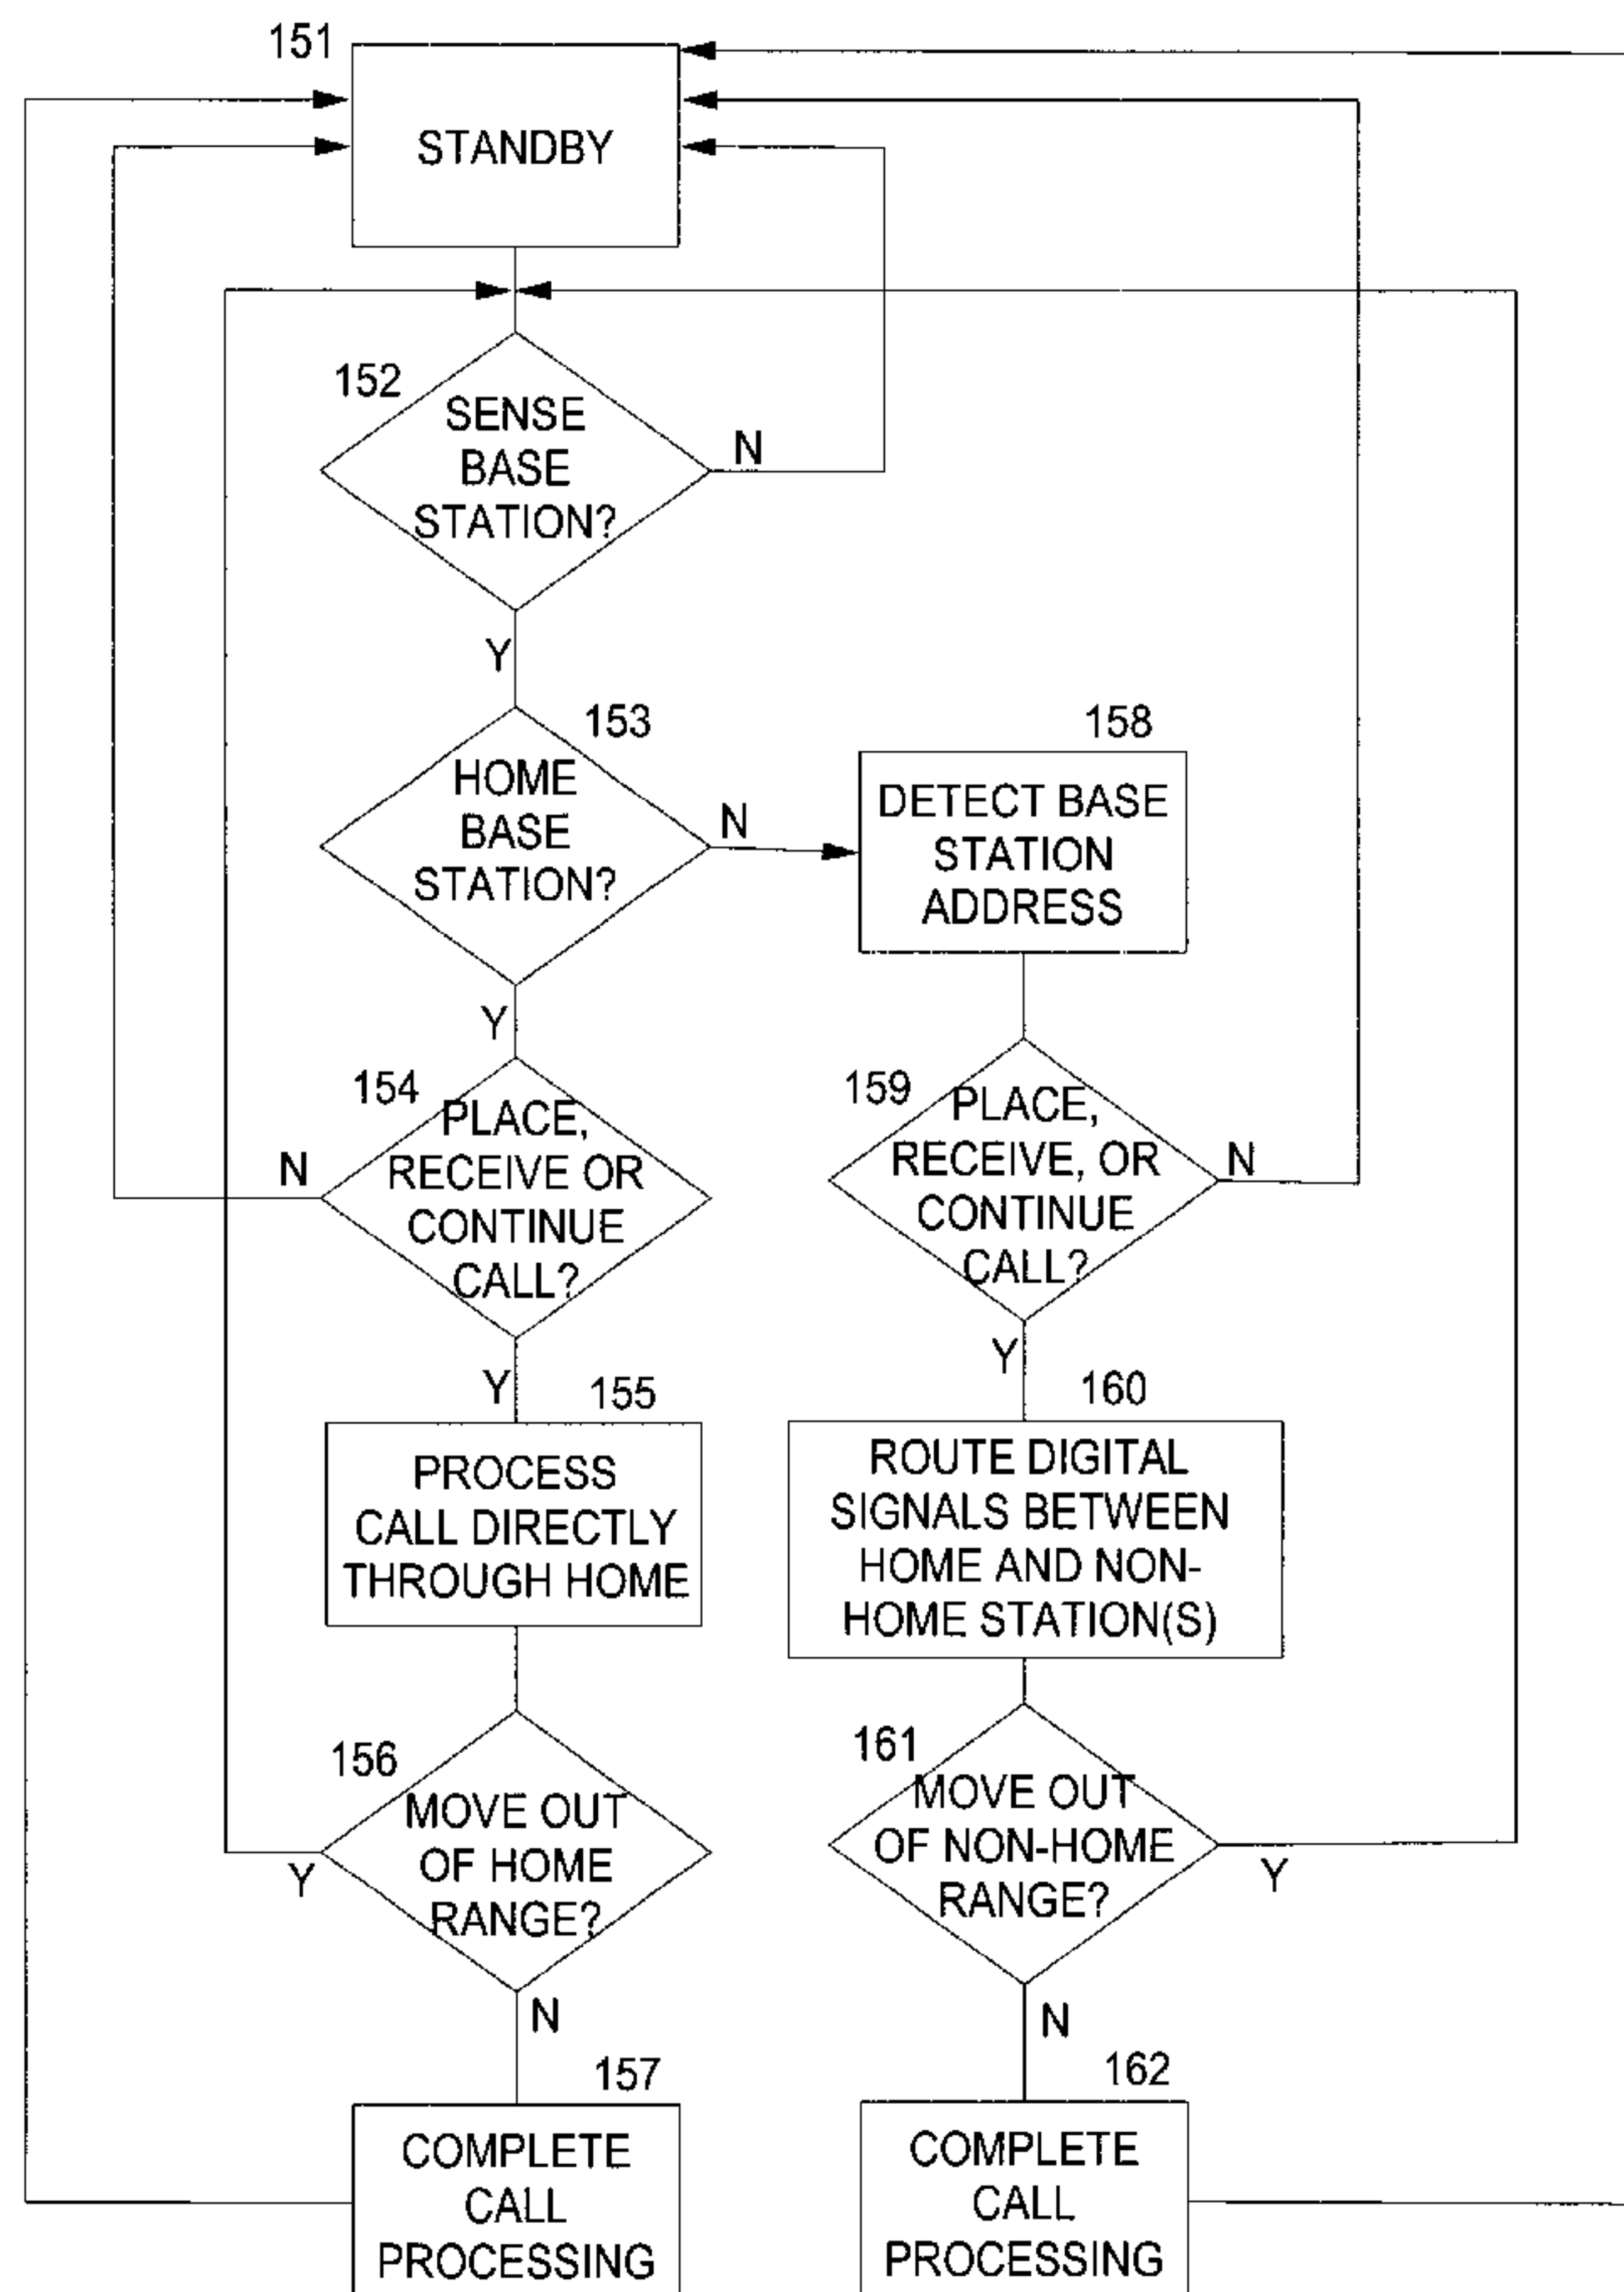 151
STANDBY
152
SENSE
BASE
STATION?
N
Y
153
HOME
BASE
STATION?
N
158
DETECT BASE
STATION
ADDRESS
Y
154
PLACE,
RECEIVE OR
CONTINUE
CALL?
N
159
PLACE,
RECEIVE, OR
CONTINUE
CALL?
N
Y
155
PROCESS
CALL DIRECTLY
THROUGH HOME
Y
160
ROUTE DIGITAL
SIGNALS BETWEEN
HOME AND NON-
HOME STATION(S)
156
MOVE OUT
OF HOME
RANGE?
Y
161
MOVE OUT
OF NON-HOME
RANGE?
Y
N
157
COMPLETE
CALL
PROCESSING
N
162
COMPLETE
CALL
PROCESSING